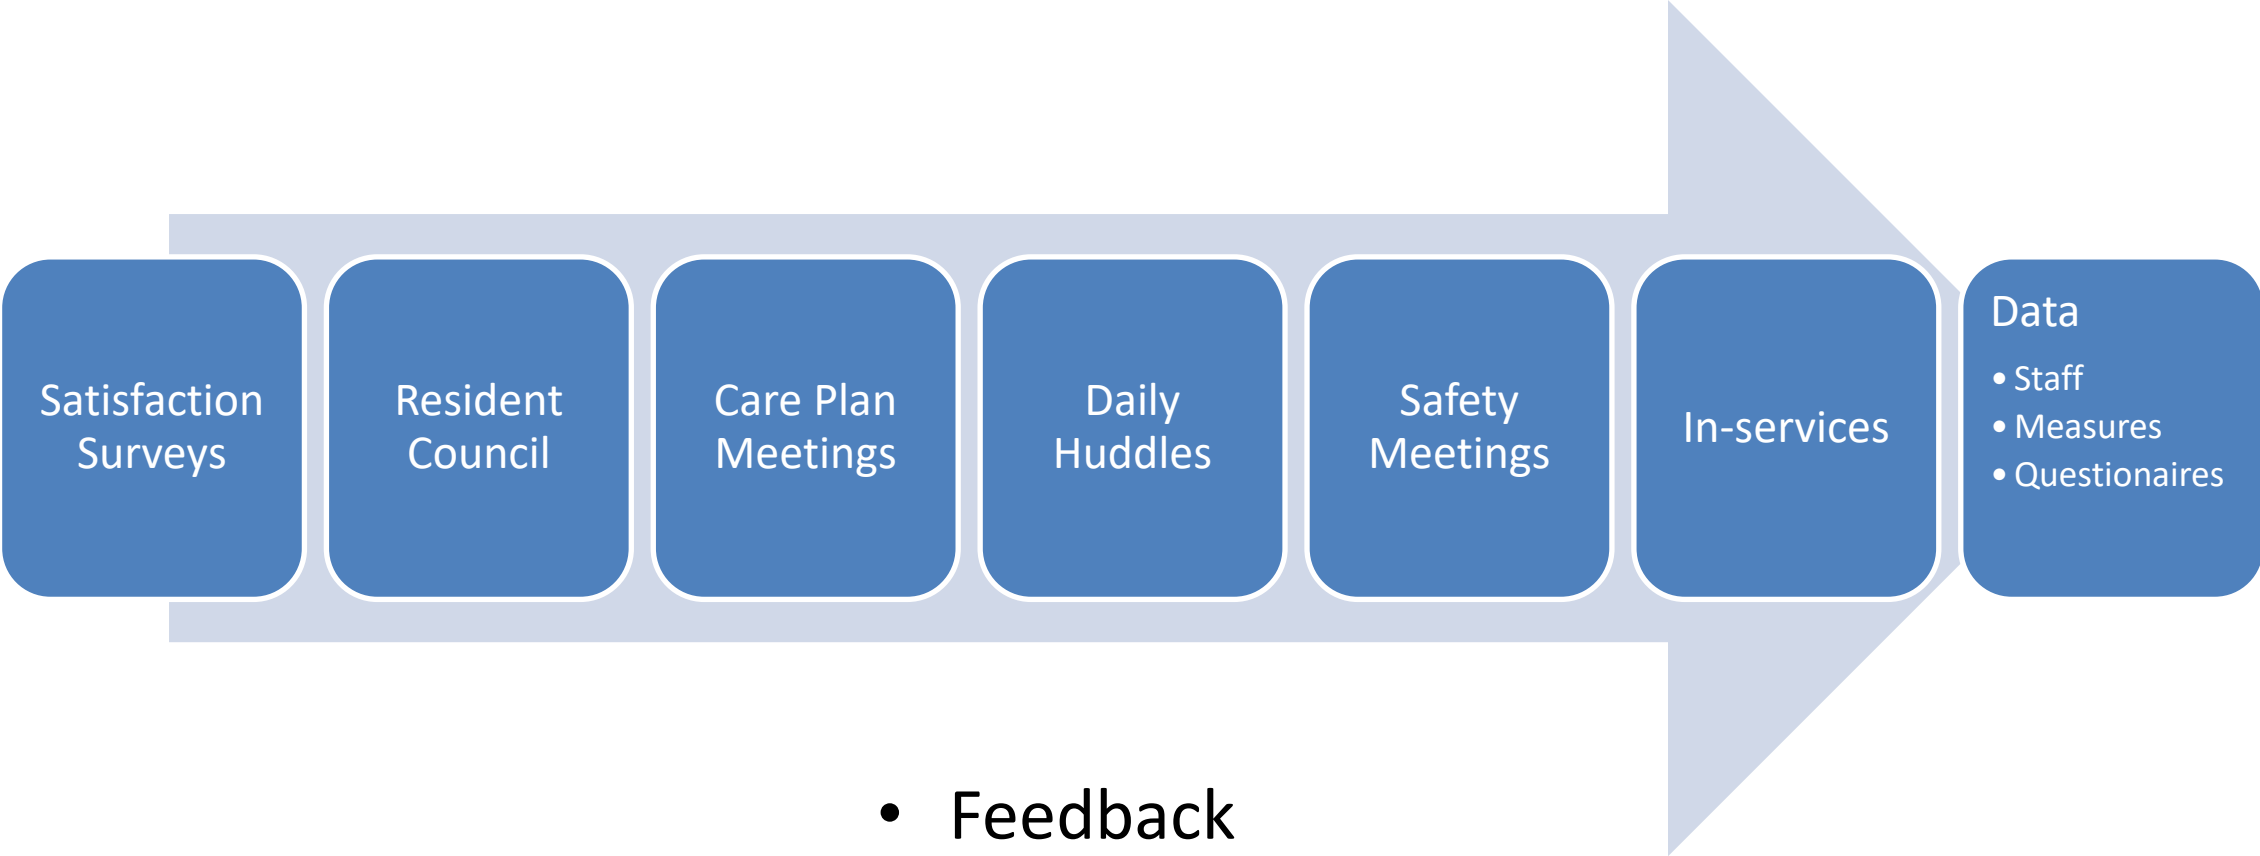 Satisfaction
Surveys
Resident
Council
Care Plan
Meetings
Daily
Huddles
Safety
Meetings
In-services
Data
• Staff
• Measures
• Questionaires
• Feedback